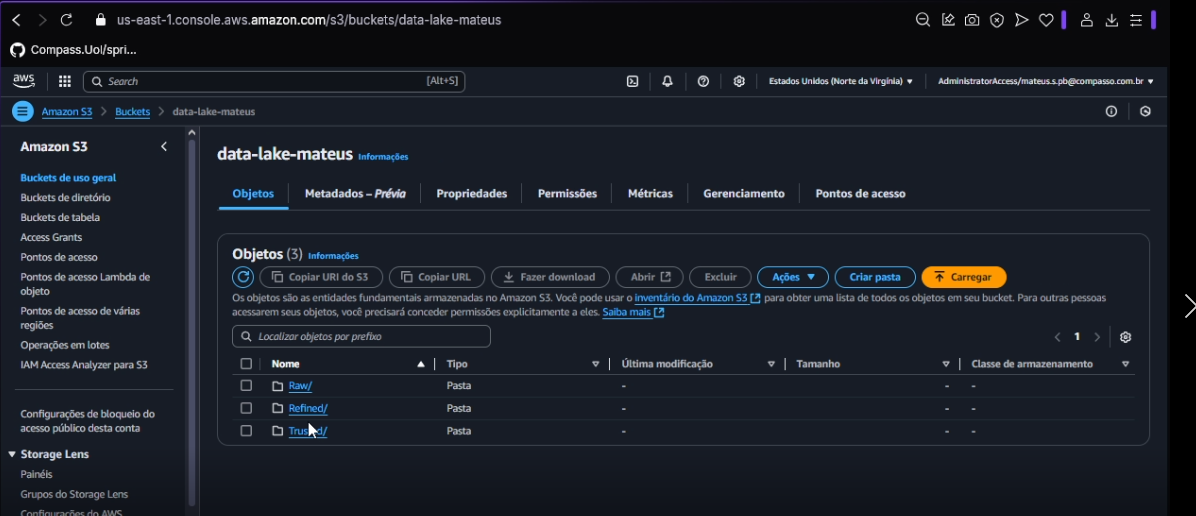 us-east-1.console.aws.amazon.com/s3/buckets/data-lake-mateus
Compass.Uol/spri...
aws
Search
[Alt+S]
Estados Unidos (Norte da Virgínia)
AdministratorAccess/mateus.s.pb@compasso.com.br
Amazon S3
Buckets
data-lake-mateus
Amazon S3
Buckets de uso geral
Buckets de diretório
Buckets de tabela
Access Grants
Pontos de acesso
Pontos de acesso Lambda de
objeto
Pontos de acesso de várias
regiões
Operações em lotes
IAM Access Analyzer para S3
Configurações de bloqueio do
acesso público desta conta
Storage Lens
Painéis
Grupos do Storage Lens
Configurações do AWS
data-lake-mateus Informações
Objetos
Metadados – Prévia
Propriedades
Permissões
Métricas
Gerenciamento
Pontos de acesso
Objetos (3) Informações
Copiar URI do S3
Copiar URL
Fazer download
Abrir
Excluir
Ações
Criar pasta
Carregar
Os objetos são as entidades fundamentais armazenadas no Amazon S3. Você pode usar o inventário do Amazon S3 para obter uma lista de todos os objetos em seu bucket. Para outras pessoas
acessarem seus objetos, você precisará conceder permissões explicitamente a eles. Saiba mais
Localizar objetos por prefixo
1
Nome
Tipo
Última modificação
Tamanho
Classe de armazenamento
Raw/ Pasta - - -
Refined/ Pasta - - -
Trusted/ Pasta - - -